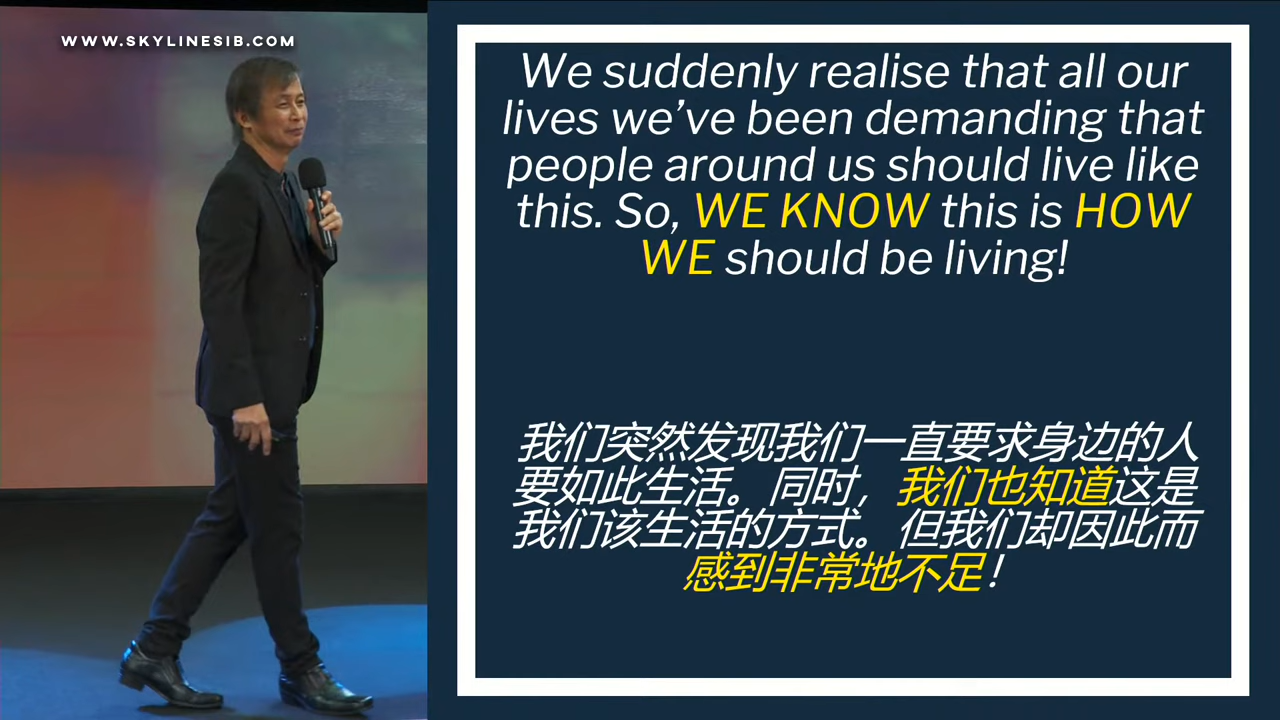 WWW.SKYLINESIB.COM
We suddenly realise that all our
lives we’ve been demanding that
people around us should live like
this. So, WE KNOW this is HOW
WE should be living!
我们突然发现我们一直要求身边的人
要如此生活。同时，我们也知道这是
我们该生活的方式。但我们却因此而
感到非常地不足！